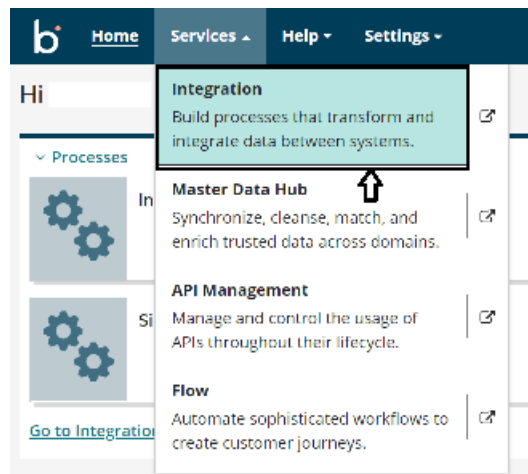 b Home Services Help Settings
Hi
Integration
Build processes that transform and
integrate data between systems.
Processes
In
Master Data Hub
Synchronize, cleanse, match, and
enrich trusted data across domains.
API Management
Si
Manage and control the usage of
APIs throughout their lifecycle.
Flow
Automate sophisticated workflows to
create customer journeys.
Go to Integratio